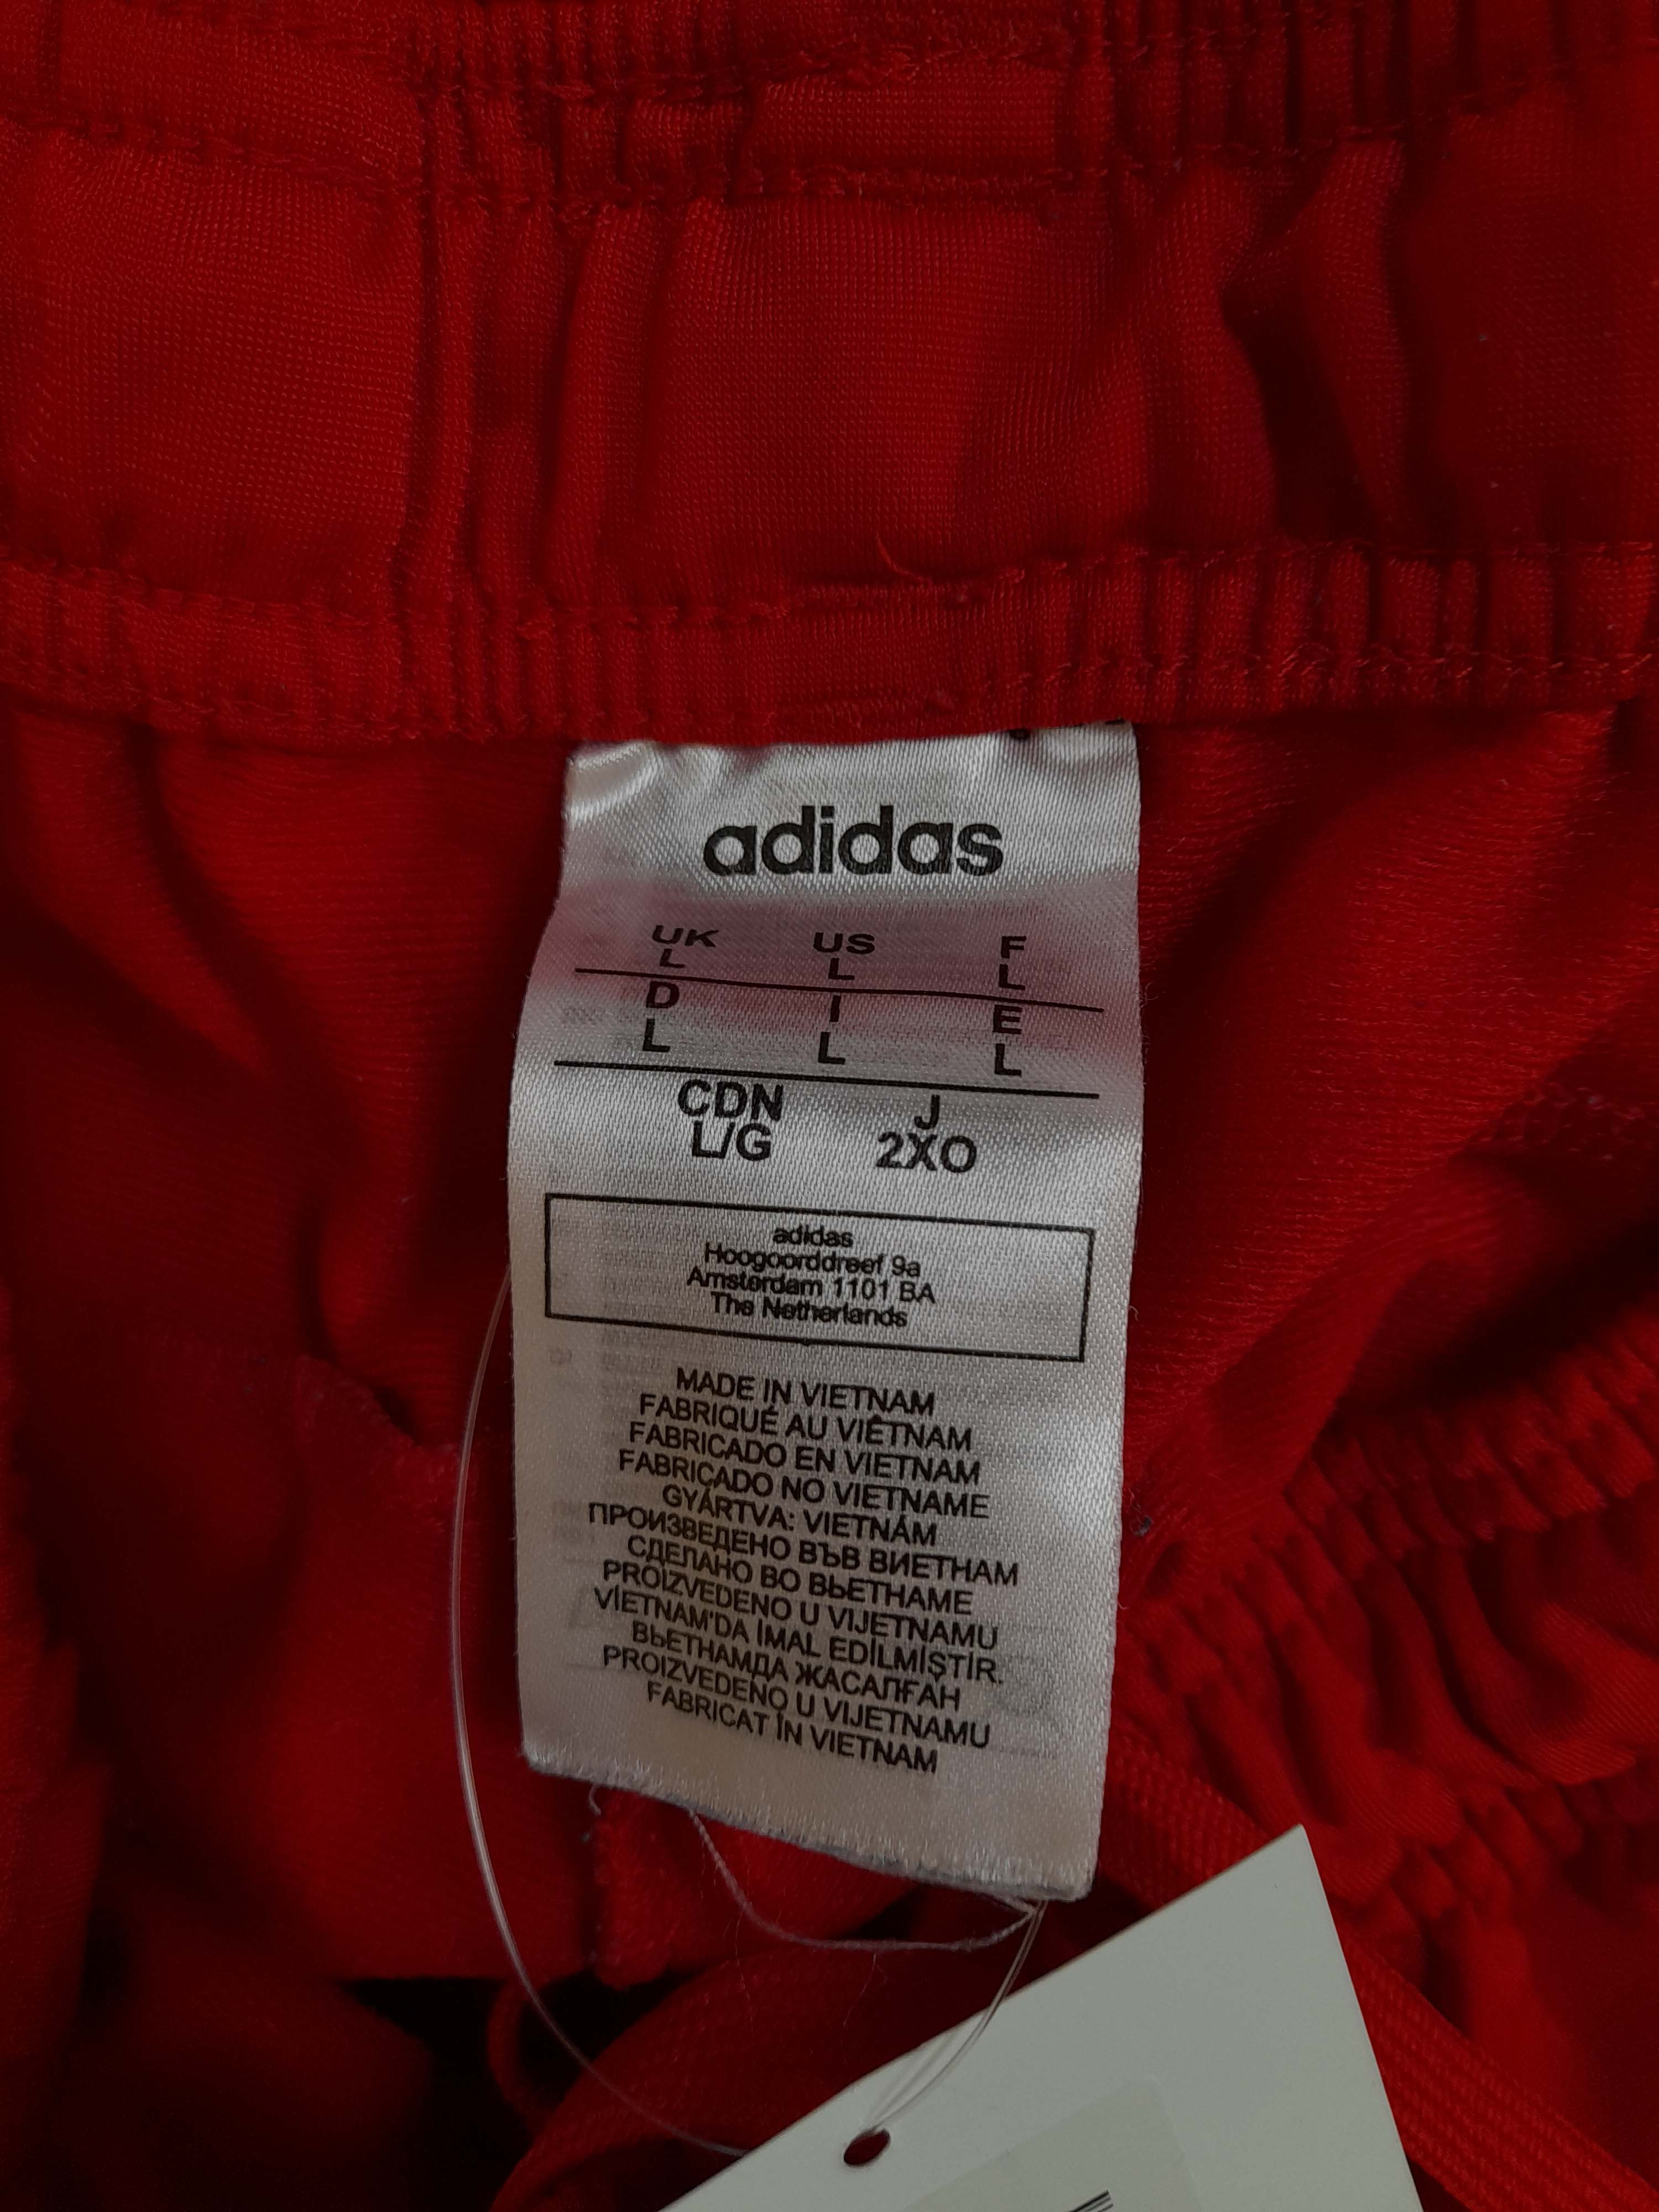 adidas
UK US F
L L L
D I E
L L L
CDN J
L/G 2XO
adidas
Hoogoorddreef 9a
Amsterdam 1101 BA
The Netherlands
MADE IN VIETNAM
FABRIQUÉ AU VIÊTNAM
FABRICADO EN VIETNAM
FABRICADO NO VIETNAME
GYÁRTVA: VIETNÁM
ПРОИЗВЕДЕНО ВЪВ ВИЕТНАМ
СДЕЛАНО ВО ВЬЕТНАМЕ
PROIZVEDENO U VIJETNAMU
VİETNAM'DA İMAL EDİLMİŞTİR.
ВЬЕТНАМДА ЖАСАЛҒАН
PROIZVEDENO U VIJETNAMU
FABRICAT ÎN VIETNAM